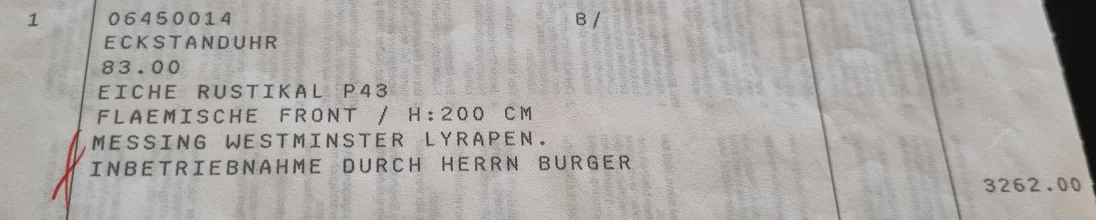 1 06450014 8/
ECKSTANDUHR
83.00
EICHE RUSTIKAL P43
FLAEMISCHE FRONT / H:200 CM
MESSING WESTMINSTER LYRAPEN.
INBETRIEBNAHME DURCH HERRN BURGER
3262.00